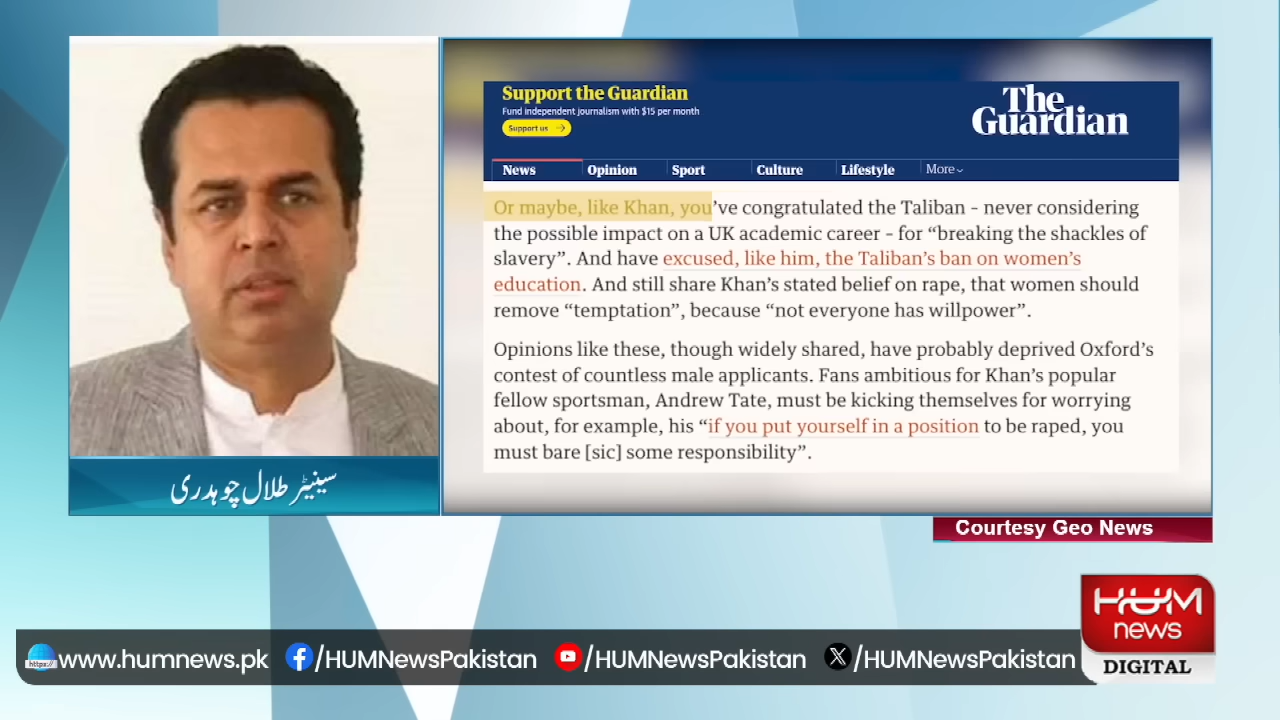 Support the Guardian
Fund independent journalism with $15 per month
Support us →
The
Guardian
News Opinion Sport Culture Lifestyle More
Or maybe, like Khan, you’ve congratulated the Taliban – never considering
the possible impact on a UK academic career – for “breaking the shackles of
slavery”. And have excused, like him, the Taliban’s ban on women’s
education. And still share Khan’s stated belief on rape, that women should
remove “temptation”, because “not everyone has willpower”.
Opinions like these, though widely shared, have probably deprived Oxford’s
contest of countless male applicants. Fans ambitious for Khan’s popular
fellow sportsman, Andrew Tate, must be kicking themselves for worrying
about, for example, his “if you put yourself in a position to be raped, you
must bare [sic] some responsibility”.
سینیٹر طلال چوہدری
Courtesy Geo News
HUM
news
DIGITAL
https:// www.humnews.pk /HUMNewsPakistan /HUMNewsPakistan /HUMNewsPakistan